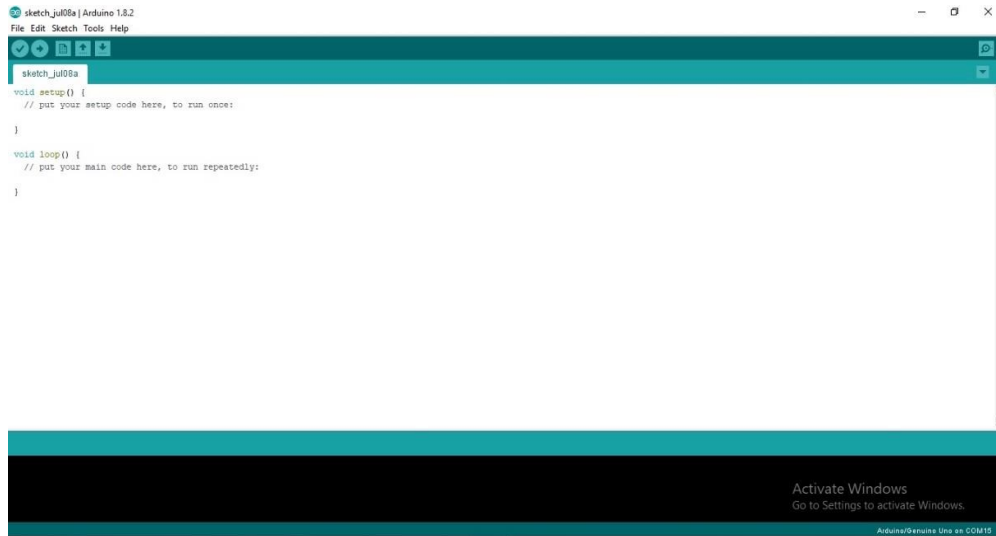 sketch_jul08a | Arduino 1.8.2
File Edit Sketch Tools Help
sketch_jul08a
void setup() {
  // put your setup code here, to run once:
}
void loop() {
  // put your main code here, to run repeatedly:
}
Activate Windows
Go to Settings to activate Windows.
Arduino/Genuino Uno on COM15